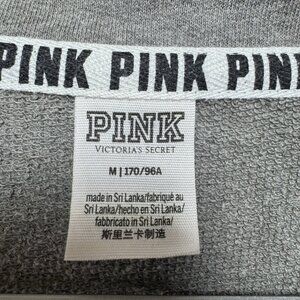 PINK PINK PIN
PINK
VICTORIA'S SECRET
M | 170/96A
made in Sri Lanka/fabriqué au
Sri Lanka/hecho en Sri Lanka/
fabbricato in Sri Lanka/
斯里兰卡制造